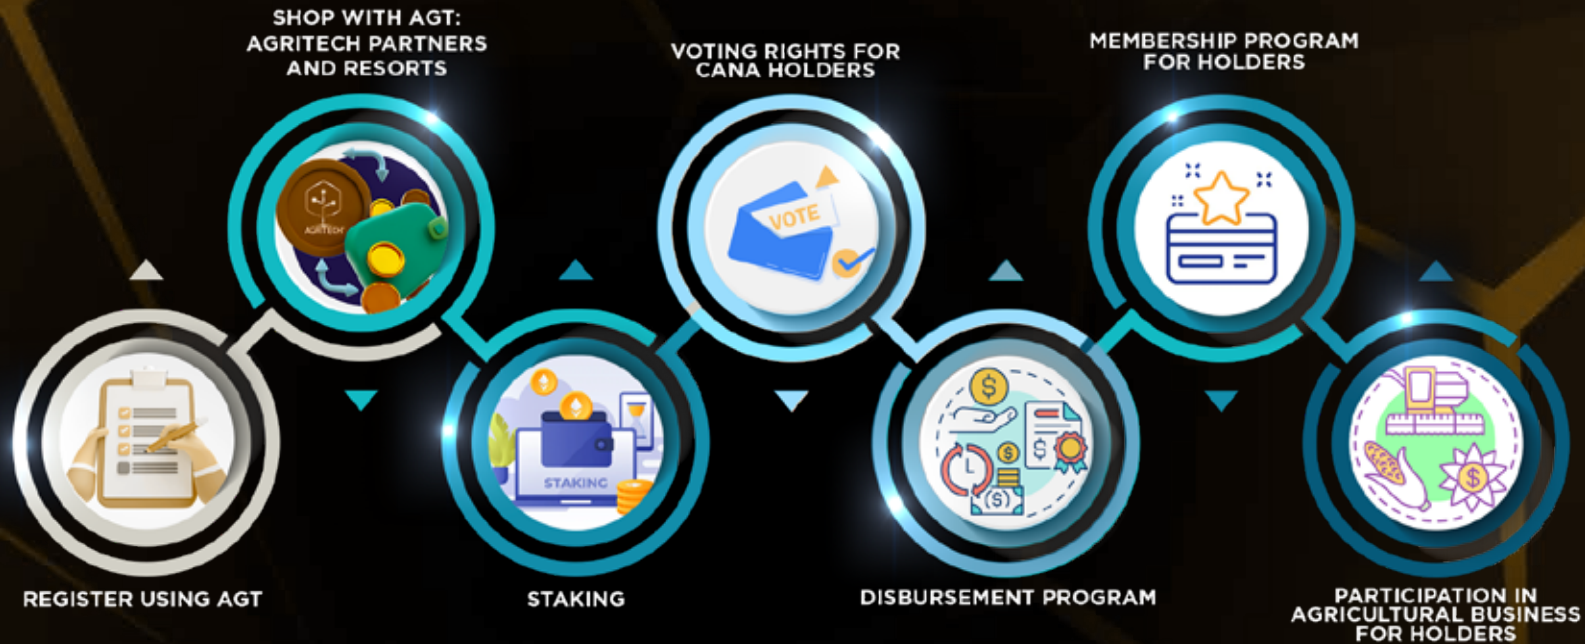 SHOP WITH AGT:
AGRITECH PARTNERS
AND RESORTS
VOTING RIGHTS FOR
CANA HOLDERS
MEMBERSHIP PROGRAM
FOR HOLDERS
AGRITECH
VOTE
STAKING
REGISTER USING AGT
STAKING
DISBURSEMENT PROGRAM
PARTICIPATION IN
AGRICULTURAL BUSINESS
FOR HOLDERS